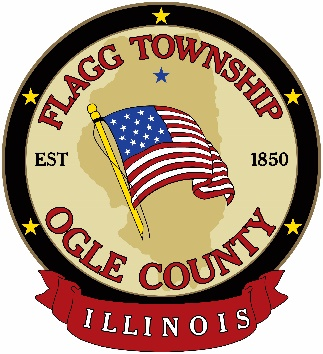 FLAGG TOWNSHIP
EST 1850
OGLE COUNTY
ILLINOIS